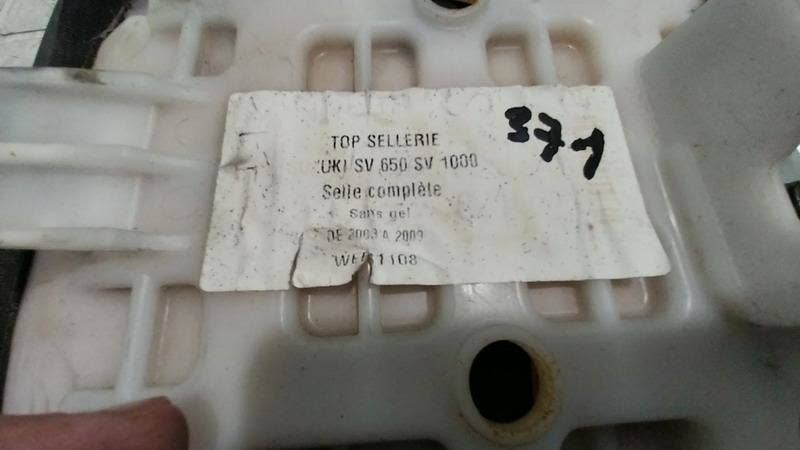 TOP SELLERIE
UKI SV 650 SV 1000
Selle complète
Sans gel
DE 2003 A 2009
371